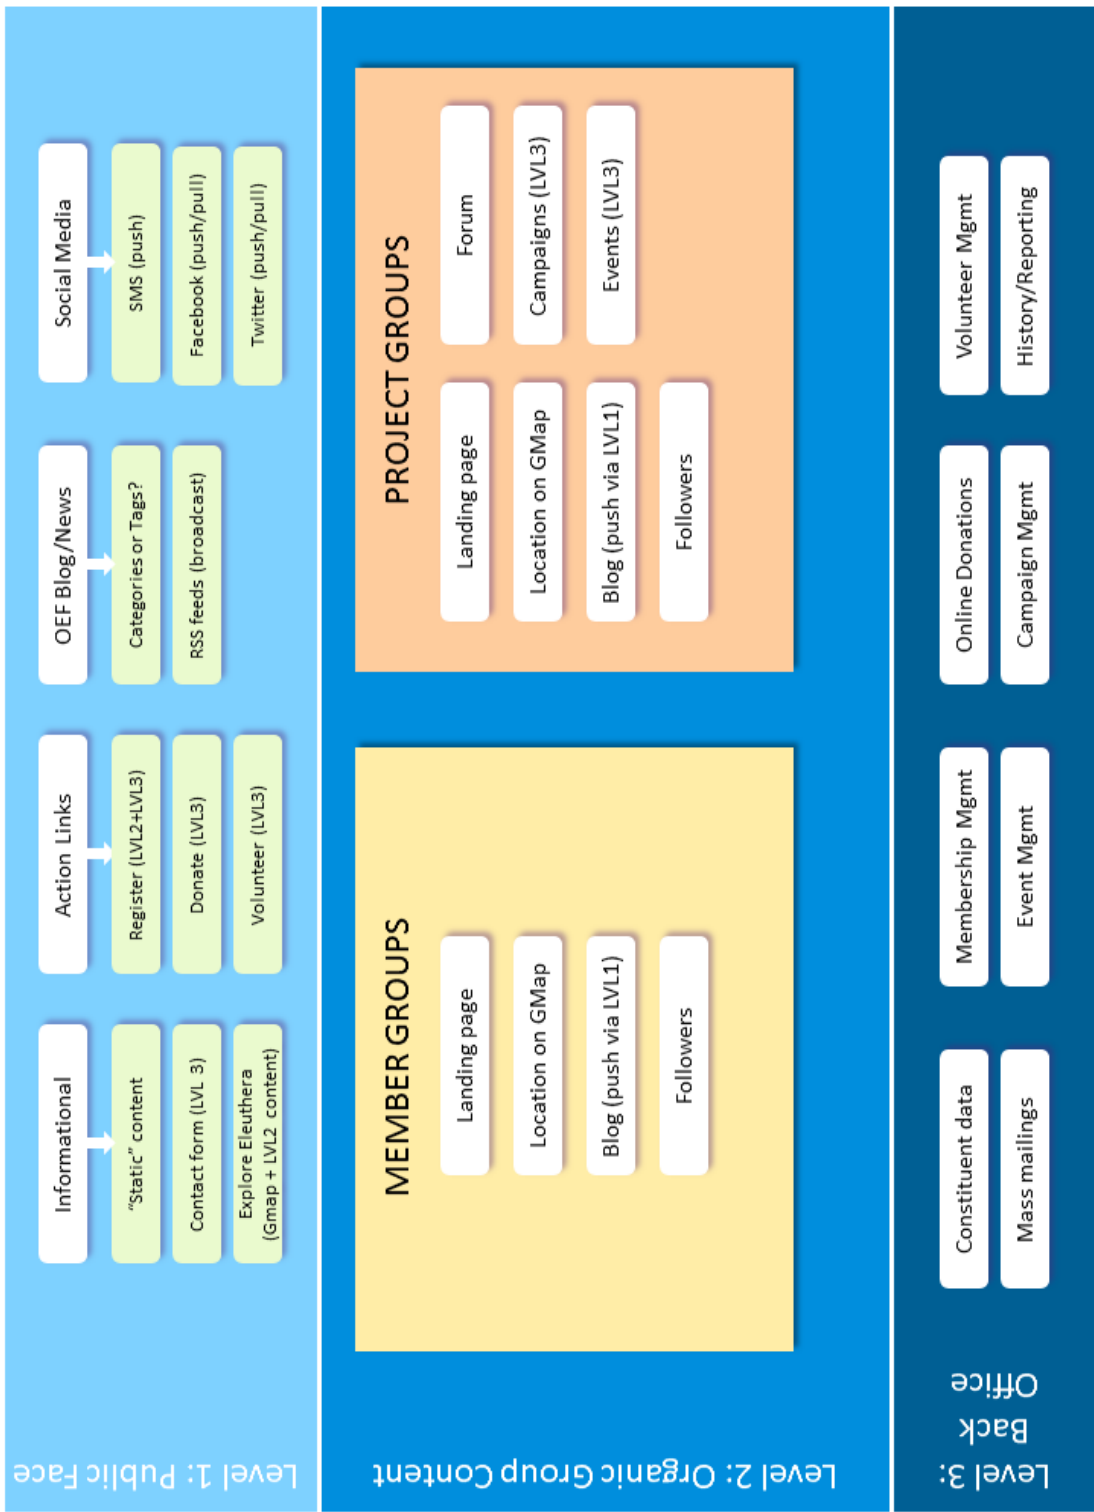 Level 1: Public Face
Informational
“Static” content
Contact form (LVL 3)
Explore Eleuthera
(Gmap + LVL2 content)
Action Links
Register (LVL2+LVL3)
Donate (LVL3)
Volunteer (LVL3)
OEF Blog/News
Categories or Tags?
RSS feeds (broadcast)
Social Media
SMS (push)
Facebook (push/pull)
Twitter (push/pull)
Level 2: Organic Group Content
MEMBER GROUPS
Landing page
Location on GMap
Blog (push via LVL1)
Followers
PROJECT GROUPS
Landing page
Location on GMap
Blog (push via LVL1)
Followers
Forum
Campaigns (LVL3)
Events (LVL3)
Level 3:
Back
Office
Constituent data
Mass mailings
Membership Mgmt
Event Mgmt
Online Donations
Campaign Mgmt
Volunteer Mgmt
History/Reporting